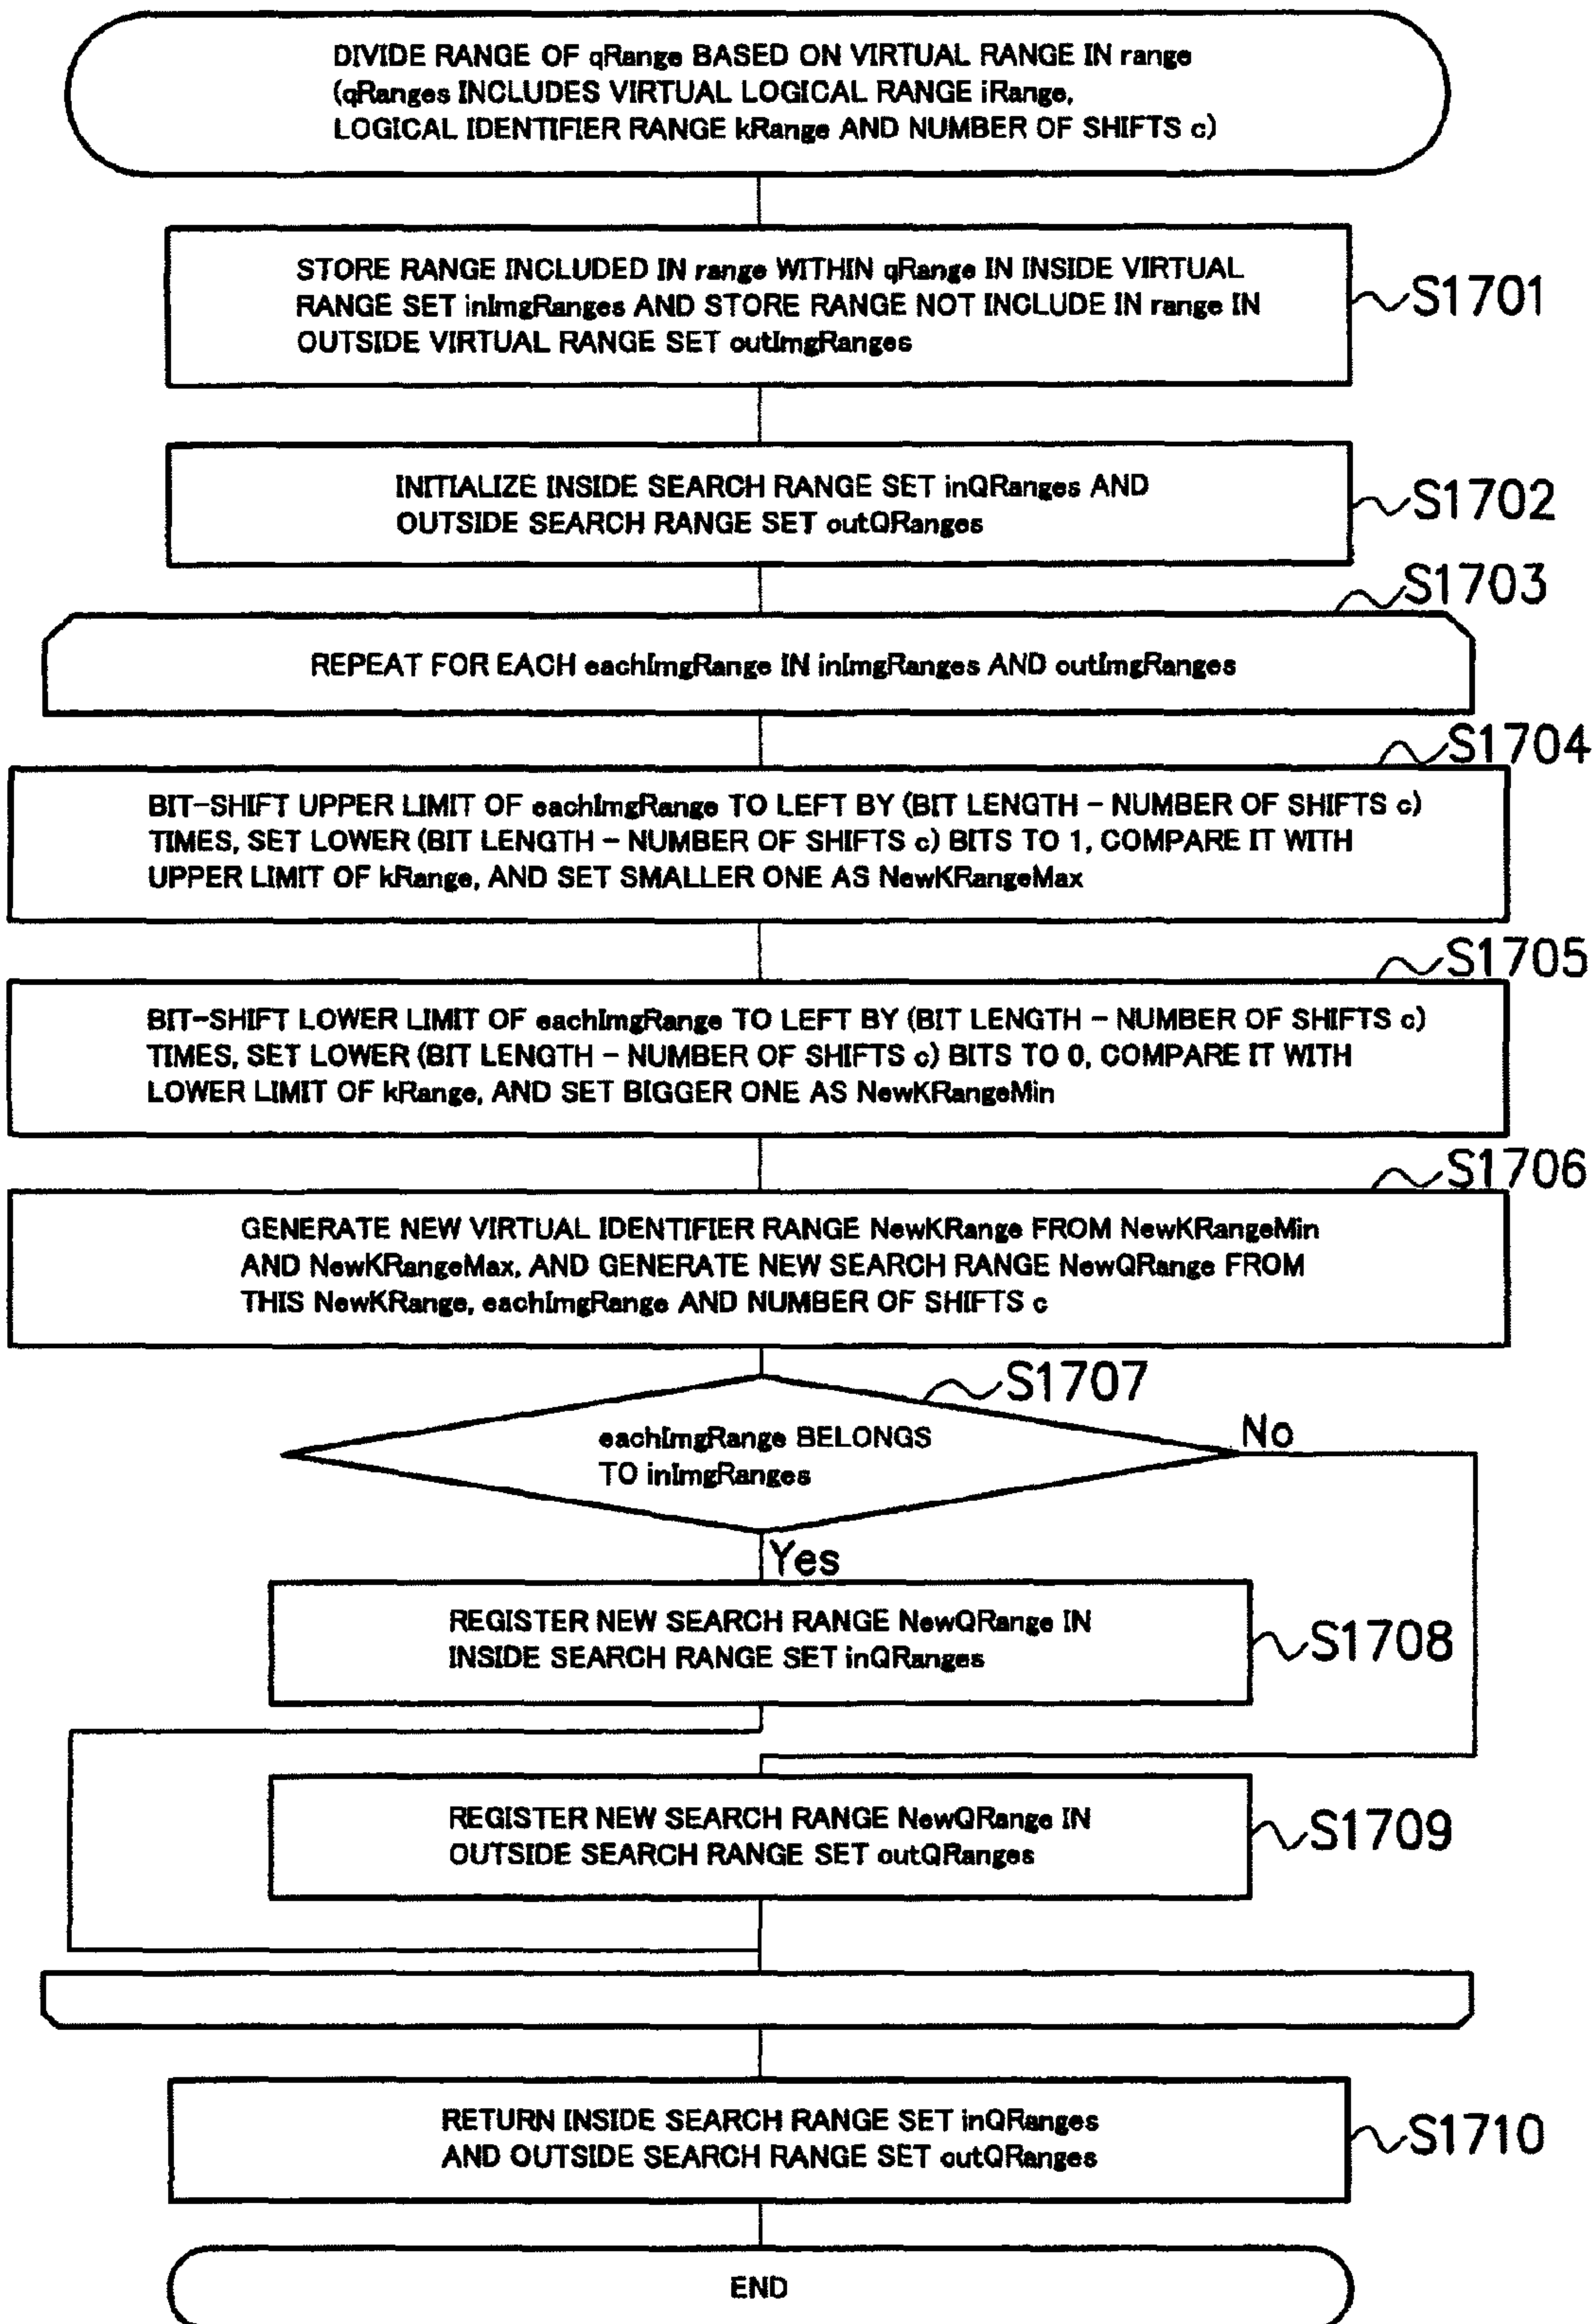 DIVIDE RANGE OF qRange BASED ON VIRTUAL RANGE IN range
(qRanges INCLUDES VIRTUAL LOGICAL RANGE iRange,
LOGICAL IDENTIFIER RANGE kRange AND NUMBER OF SHIFTS c)
STORE RANGE INCLUDED IN range WITHIN qRange IN INSIDE VIRTUAL
RANGE SET inImgRanges AND STORE RANGE NOT INCLUDE IN range IN
OUTSIDE VIRTUAL RANGE SET outImgRanges
S1701
INITIALIZE INSIDE SEARCH RANGE SET inQRanges AND
OUTSIDE SEARCH RANGE SET outQRanges
S1702
S1703
REPEAT FOR EACH eachImgRange IN inImgRanges AND outImgRanges
S1704
BIT-SHIFT UPPER LIMIT OF eachImgRange TO LEFT BY (BIT LENGTH - NUMBER OF SHIFTS c)
TIMES, SET LOWER (BIT LENGTH - NUMBER OF SHIFTS c) BITS TO 1, COMPARE IT WITH
UPPER LIMIT OF kRange, AND SET SMALLER ONE AS NewKRangeMax
S1705
BIT-SHIFT LOWER LIMIT OF eachImgRange TO LEFT BY (BIT LENGTH - NUMBER OF SHIFTS c)
TIMES, SET LOWER (BIT LENGTH - NUMBER OF SHIFTS c) BITS TO 0, COMPARE IT WITH
LOWER LIMIT OF kRange, AND SET BIGGER ONE AS NewKRangeMin
S1706
GENERATE NEW VIRTUAL IDENTIFIER RANGE NewKRange FROM NewKRangeMin
AND NewKRangeMax, AND GENERATE NEW SEARCH RANGE NewQRange FROM
THIS NewKRange, eachImgRange AND NUMBER OF SHIFTS c
S1707
eachImgRange BELONGS
TO inImgRanges
No
Yes
REGISTER NEW SEARCH RANGE NewQRange IN
INSIDE SEARCH RANGE SET inQRanges
S1708
REGISTER NEW SEARCH RANGE NewQRange IN
OUTSIDE SEARCH RANGE SET outQRanges
S1709
RETURN INSIDE SEARCH RANGE SET inQRanges
AND OUTSIDE SEARCH RANGE SET outQRanges
S1710
END